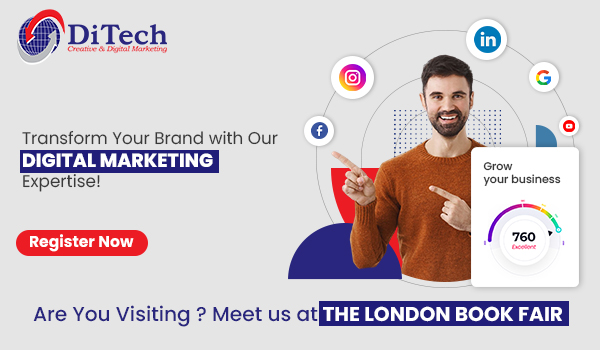 DiTech
Creative & Digital Marketing
Transform Your Brand with Our
DIGITAL MARKETING
Expertise!
Register Now
Grow
your business
760
Excellent
Are You Visiting ? Meet us at THE LONDON BOOK FAIR